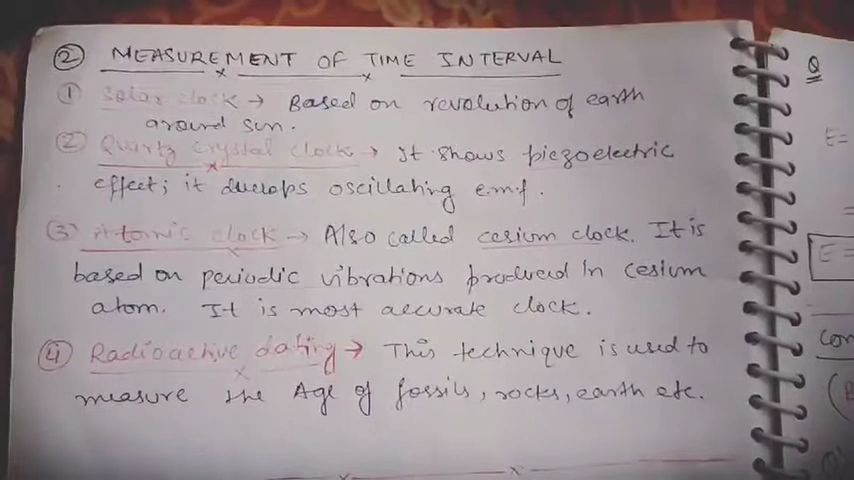 ② MEASUREMENT OF TIME INTERVAL
① Solar clock → Based on revolution of earth
around sun.
② Quartz crystal clock → It shows piezoelectric
effect; it develops oscillating e.m.f.
③ Atomic clock → Also called cesium clock. It is
based on periodic vibrations produced in cesium
atom. It is most accurate clock.
④ Radioactive dating → This technique is used to
measure the Age of fossils, rocks, earth etc.
Q
E=
=
E=
Con